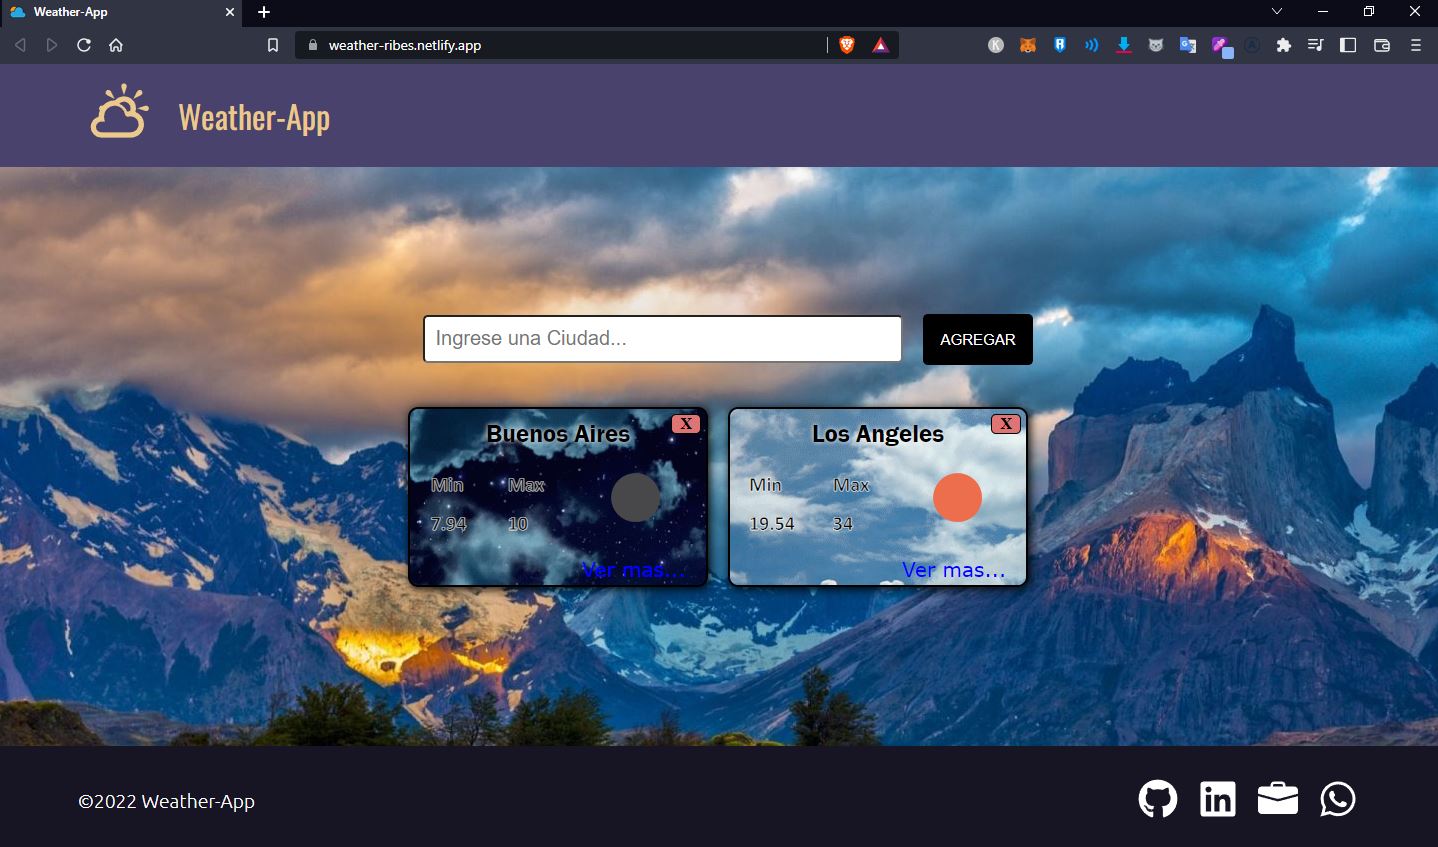 Weather-App
weather-ribes.netlify.app
Weather-App
Ingrese una Ciudad...
AGREGAR
X
Buenos Aires
Min Max
7.94 10
Ver mas...
X
Los Angeles
Min Max
19.54 34
Ver mas...
©2022 Weather-App
in